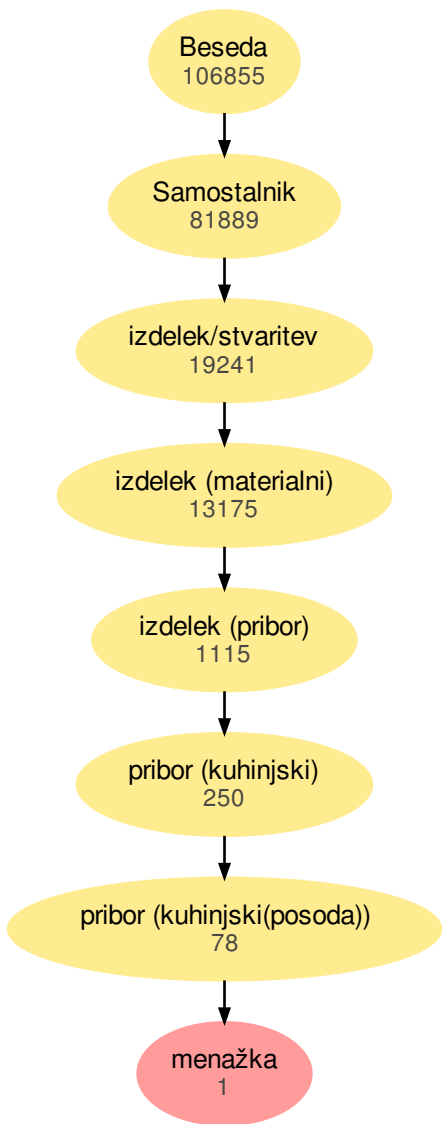 Beseda
106855
Samostalnik
81889
izdelek/stvaritev
19241
izdelek (materialni)
13175
izdelek (pribor)
1115
pribor (kuhinjski)
250
pribor (kuhinjski(posoda))
78
menažka
1